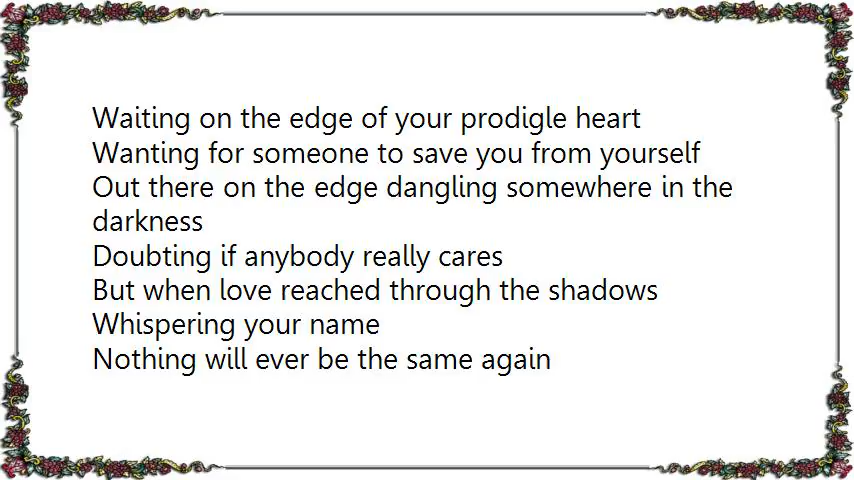 Waiting on the edge of your prodigle heart
Wanting for someone to save you from yourself
Out there on the edge dangling somewhere in the
darkness
Doubting if anybody really cares
But when love reached through the shadows
Whispering your name
Nothing will ever be the same again